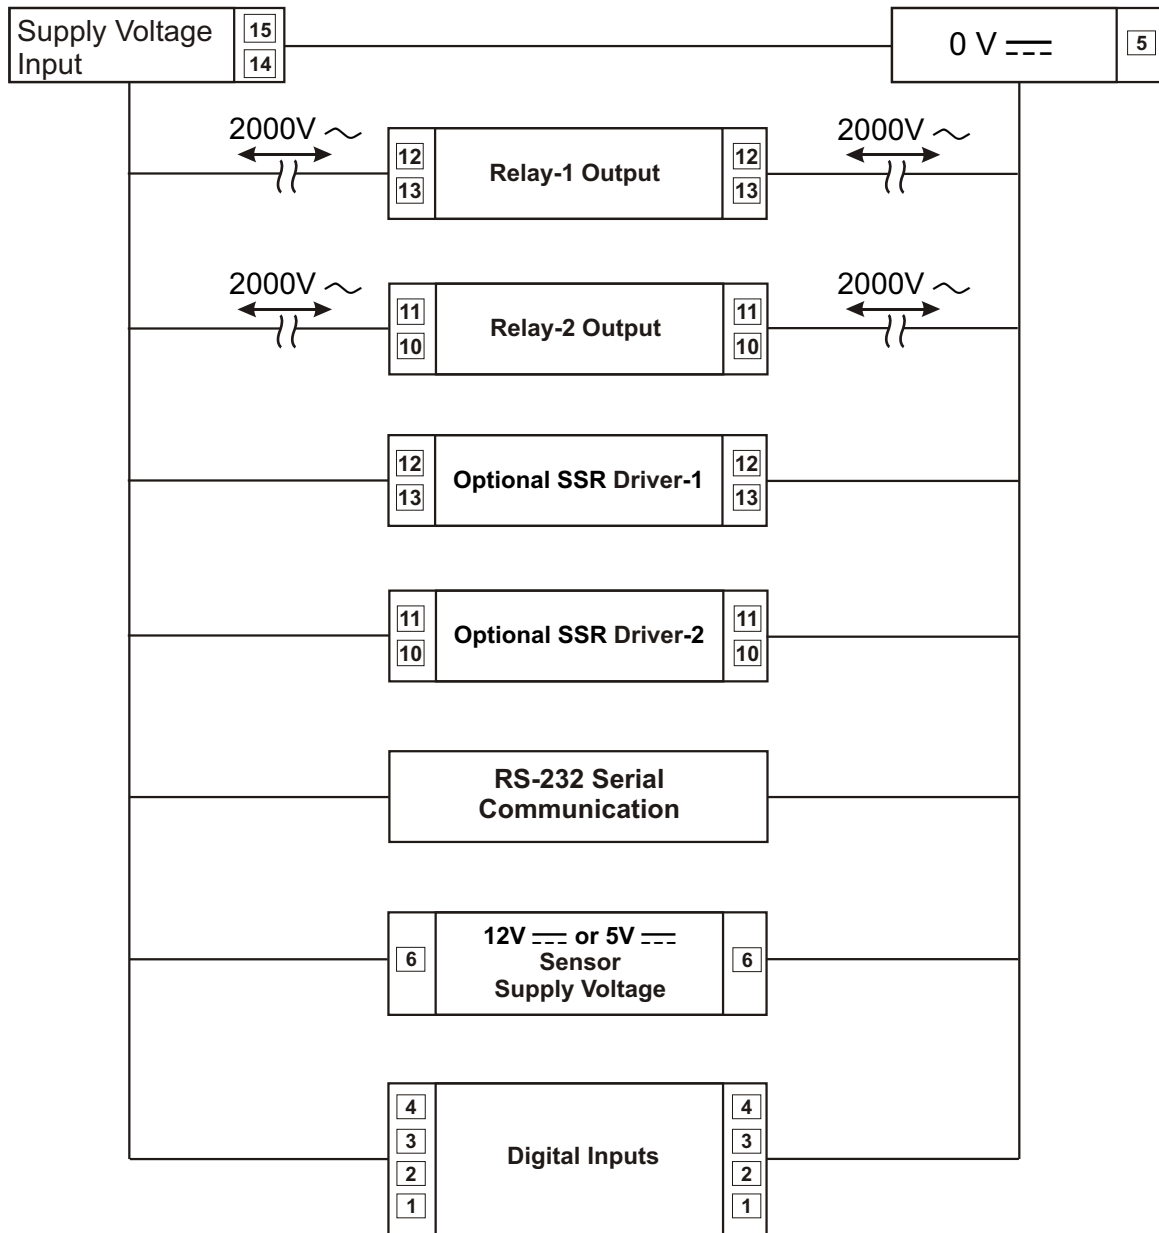 Supply Voltage
Input
15
14
0 V
5
2000V
2000V
12
13
Relay-1 Output
12
13
2000V
2000V
11
10
Relay-2 Output
11
10
12
13
Optional SSR Driver-1
12
13
11
10
Optional SSR Driver-2
11
10
RS-232 Serial
Communication
6
12V or 5V
Sensor
Supply Voltage
6
4
3
2
1
Digital Inputs
4
3
2
1